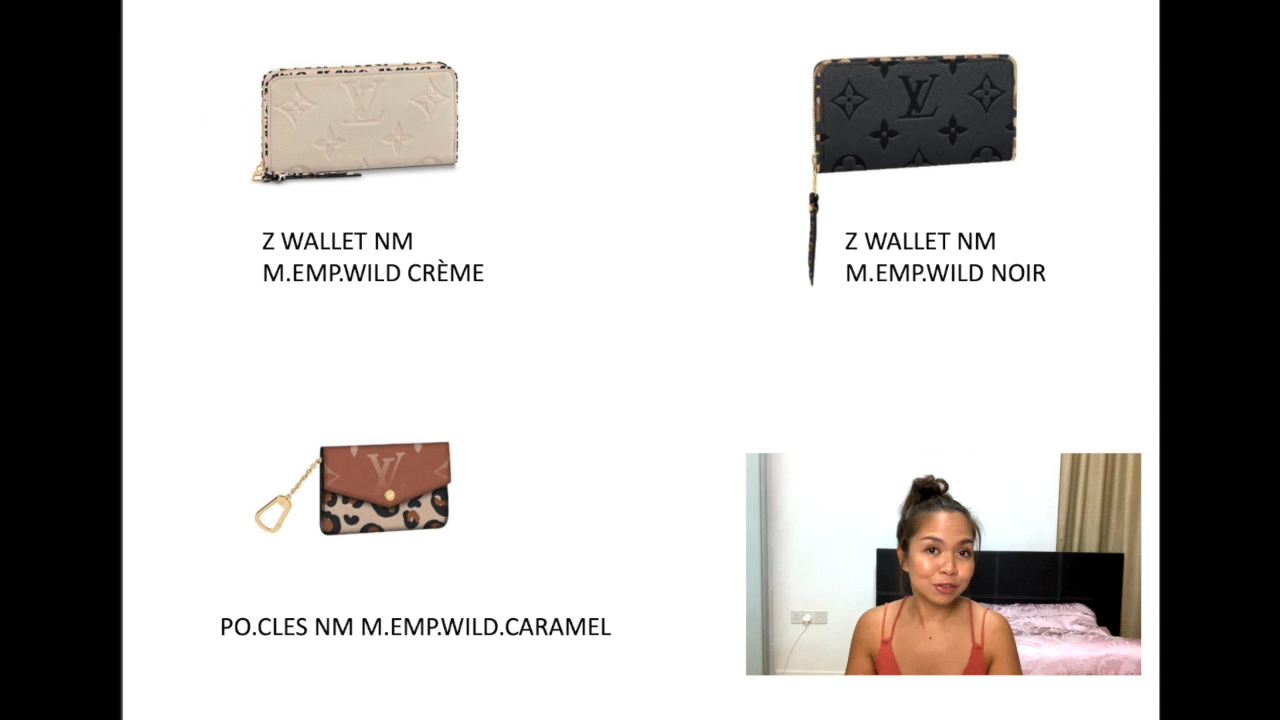 Z WALLET NM
M.EMP.WILD CRÈME
Z WALLET NM
M.EMP.WILD NOIR
PO.CLES NM M.EMP.WILD.CARAMEL